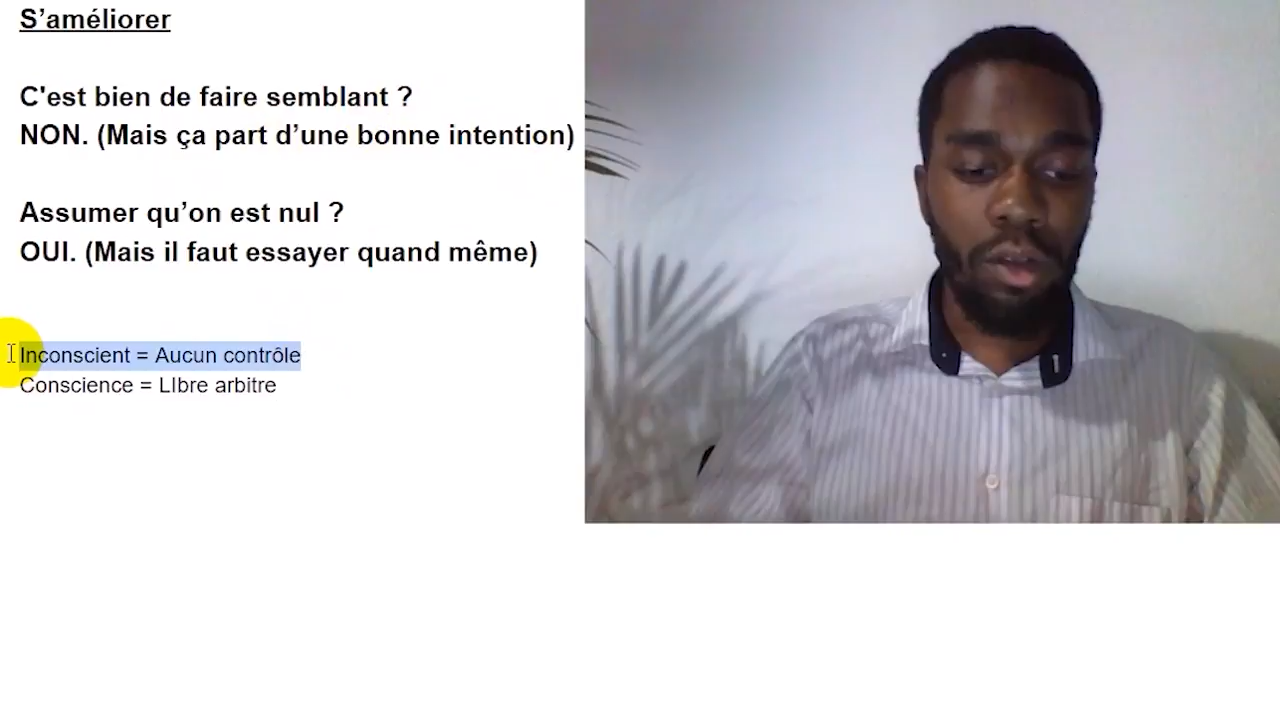 S’améliorer
C'est bien de faire semblant ?
NON. (Mais ça part d’une bonne intention)
Assumer qu’on est nul ?
OUI. (Mais il faut essayer quand même)
Inconscient = Aucun contrôle
Conscience = LIbre arbitre